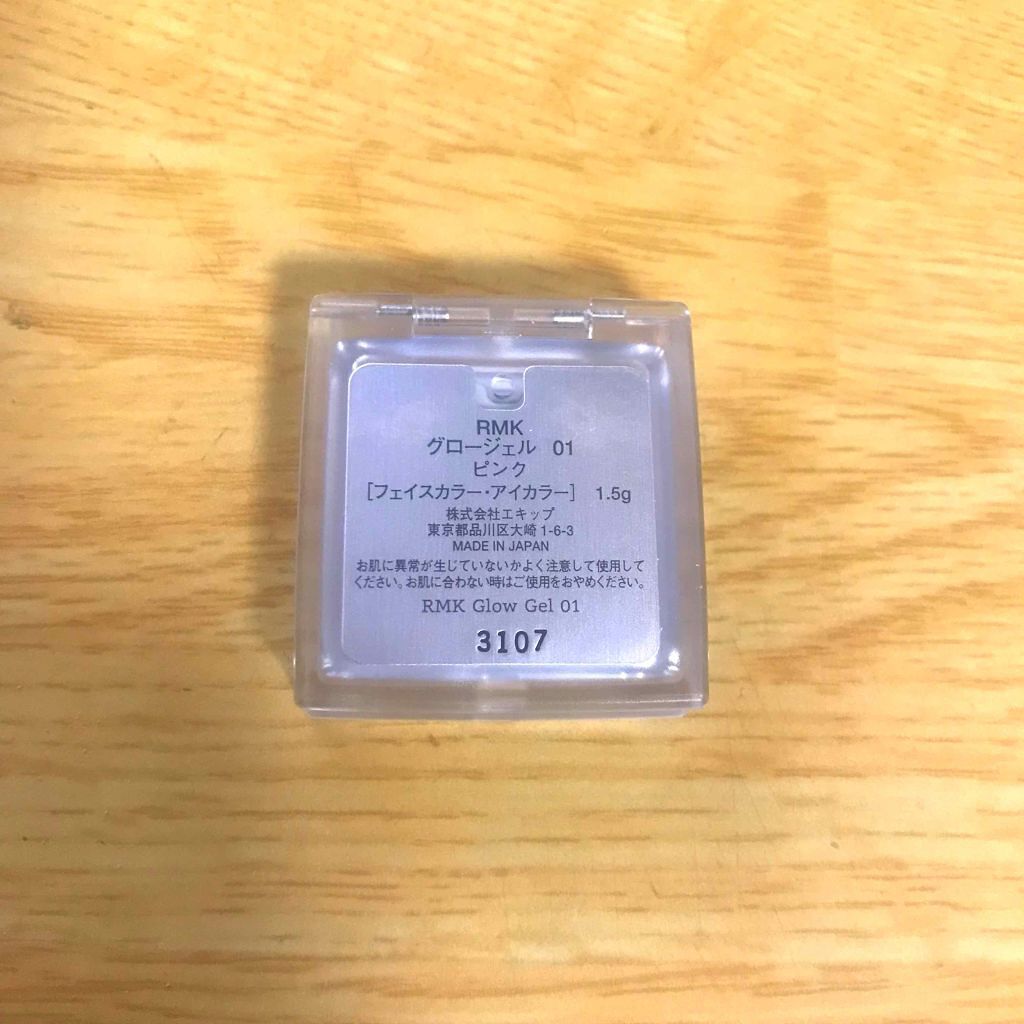 RMK
グロージェル 01
ピンク
[フェイスカラー・アイカラー] 1.5g
株式会社エキップ
東京都品川区大崎1-6-3
MADE IN JAPAN
お肌に異常が生じていないかよく注意して使用して
ください。お肌に合わない時はご使用をおやめください。
RMK Glow Gel 01
3107